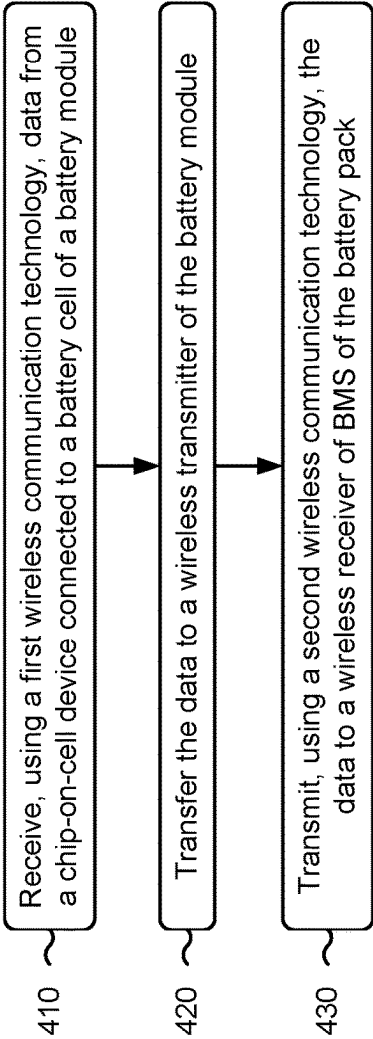 410
Receive, using a first wireless communication technology, data from
a chip-on-cell device connected to a battery cell of a battery module
420
Transfer the data to a wireless transmitter of the battery module
430
Transmit, using a second wireless communication technology, the
data to a wireless receiver of BMS of the battery pack